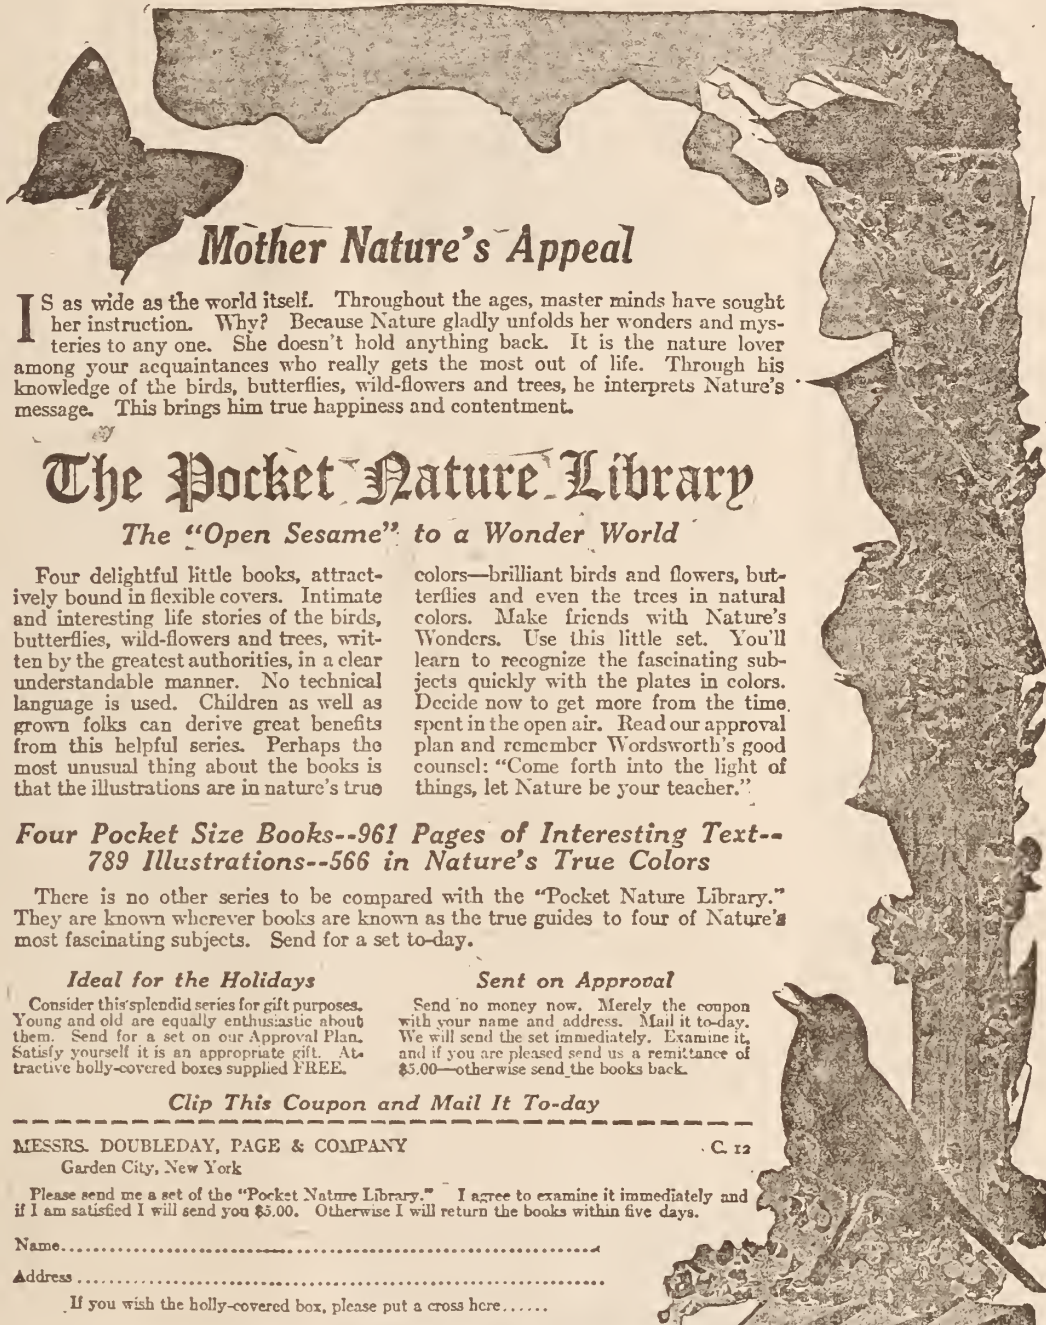 Mother Nature's Appeal
IS as wide as the world itself. Throughout the ages, master minds have sought
her instruction. Why? Because Nature gladly unfolds her wonders and mys-
teries to any one. She doesn't hold anything back. It is the nature lover
among your acquaintances who really gets the most out of life. Through his
knowledge of the birds, butterflies, wild-flowers and trees, he interprets Nature's
message. This brings him true happiness and contentment.
The Pocket Nature Library
The "Open Sesame" to a Wonder World
Four delightful little books, attract-
ively bound in flexible covers. Intimate
and interesting life stories of the birds,
butterflies, wild-flowers and trees, writ-
ten by the greatest authorities, in a clear
understandable manner. No technical
language is used. Children as well as
grown folks can derive great benefits
from this helpful series. Perhaps the
most unusual thing about the books is
that the illustrations are in nature's true
colors—brilliant birds and flowers, but-
terflies and even the trees in natural
colors. Make friends with Nature's
Wonders. Use this little set. You'll
learn to recognize the fascinating sub-
jects quickly with the plates in colors.
Decide now to get more from the time
spent in the open air. Read our approval
plan and remember Wordsworth's good
counsel: "Come forth into the light of
things, let Nature be your teacher."
Four Pocket Size Books--961 Pages of Interesting Text--
789 Illustrations--566 in Nature's True Colors
There is no other series to be compared with the "Pocket Nature Library."
They are known wherever books are known as the true guides to four of Nature's
most fascinating subjects. Send for a set to-day.
Ideal for the Holidays
Consider this splendid series for gift purposes.
Young and old are equally enthusiastic about
them. Send for a set on our Approval Plan.
Satisfy yourself it is an appropriate gift. At-
tractive holly-covered boxes supplied FREE.
Sent on Approval
Send no money now. Merely the coupon
with your name and address. Mail it to-day.
We will send the set immediately. Examine it,
and if you are pleased send us a remittance of
$5.00—otherwise send the books back.
Clip This Coupon and Mail It To-day
MESSRS. DOUBLEDAY, PAGE & COMPANY C. 12
Garden City, New York
Please send me a set of the "Pocket Nature Library." I agree to examine it immediately and
if I am satisfied I will send you $5.00. Otherwise I will return the books within five days.
Name
Address
If you wish the holly-covered box, please put a cross here......